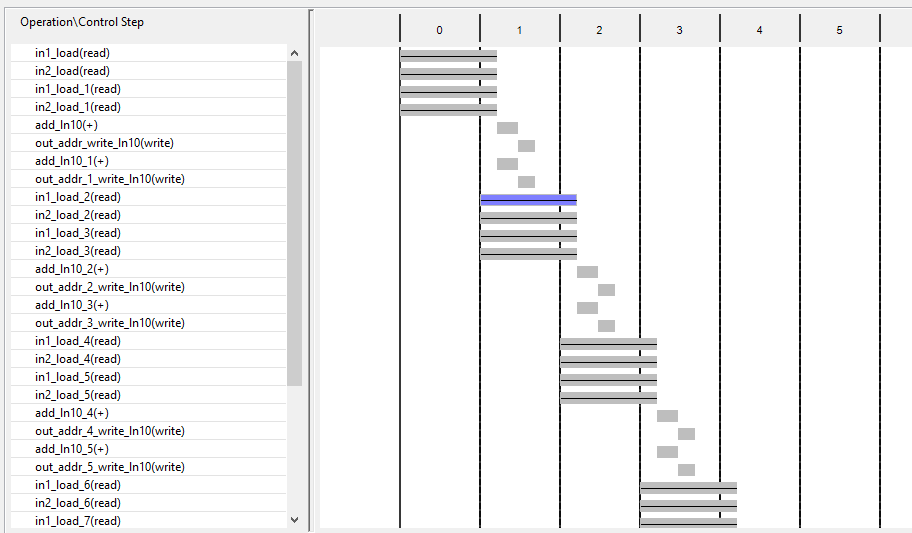 Operation\Control Step
0 1 2 3 4 5
in1_load(read)
in2_load(read)
in1_load_1(read)
in2_load_1(read)
add_ln10(+)
out_addr_write_ln10(write)
add_ln10_1(+)
out_addr_1_write_ln10(write)
in1_load_2(read)
in2_load_2(read)
in1_load_3(read)
in2_load_3(read)
add_ln10_2(+)
out_addr_2_write_ln10(write)
add_ln10_3(+)
out_addr_3_write_ln10(write)
in1_load_4(read)
in2_load_4(read)
in1_load_5(read)
in2_load_5(read)
add_ln10_4(+)
out_addr_4_write_ln10(write)
add_ln10_5(+)
out_addr_5_write_ln10(write)
in1_load_6(read)
in2_load_6(read)
in1_load_7(read)